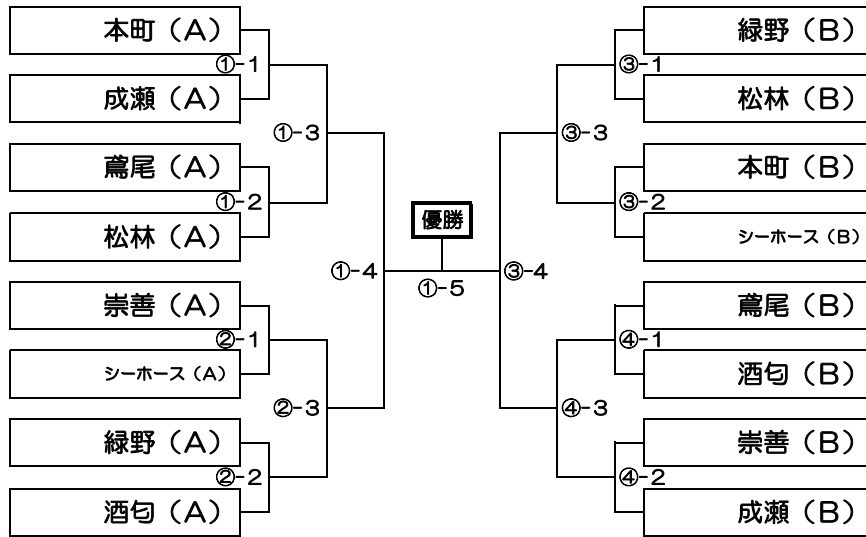 本町（A）
①-1
成瀬（A）
①-3
鳶尾（A）
①-2
松林（A）
①-4
崇善（A）
②-1
シーホース（A）
②-3
緑野（A）
②-2
酒匂（A）
優勝
①-5
緑野（B）
③-1
松林（B）
③-3
本町（B）
③-2
シーホース（B）
③-4
鳶尾（B）
④-1
酒匂（B）
④-3
崇善（B）
④-2
成瀬（B）